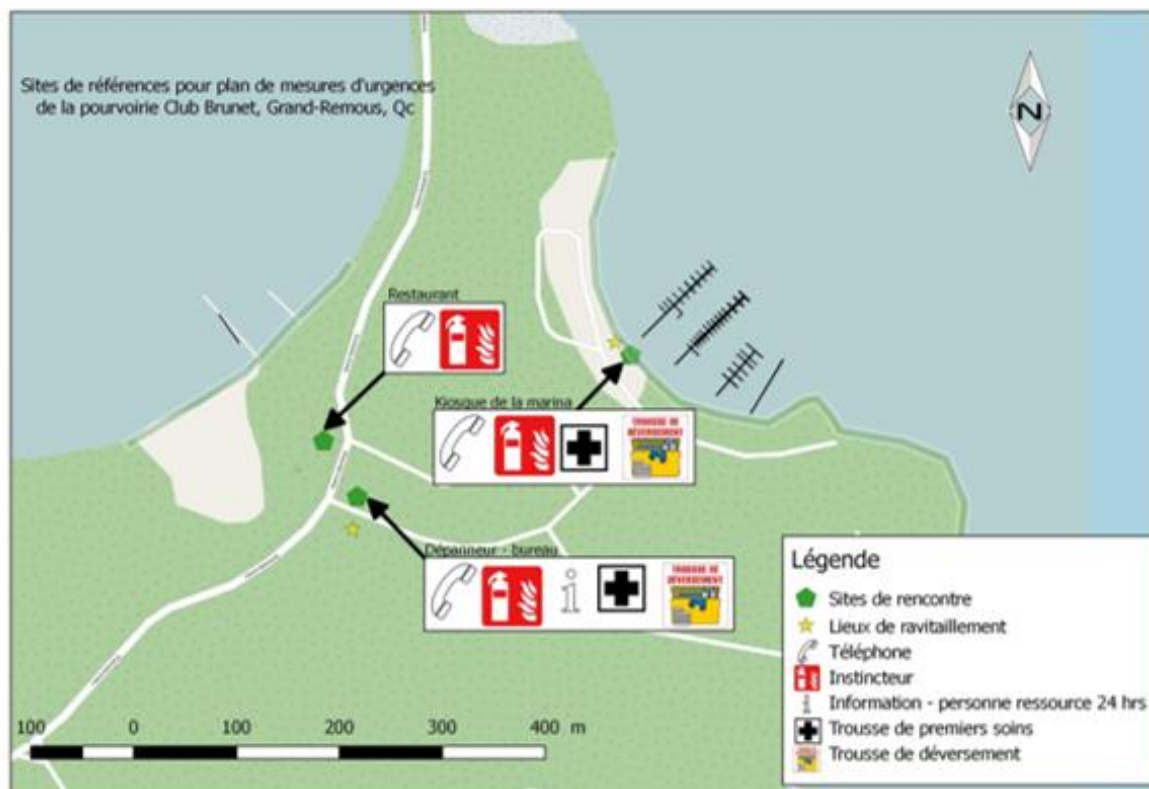 Sites de références pour plan de mesures d'urgences
de la pourvoirie Club Brunet, Grand-Remous, Qc
N
Restaurant
Kiosque de la marina
TROUSSE DE
DÉVERSEMENT
Dépanneur - bureau
i
TROUSSE DE
DÉVERSEMENT
Légende
Sites de rencontre
Lieux de ravitaillement
Téléphone
Instincteur
i Information - personne ressource 24 hrs
Trousse de premiers soins
Trousse de déversement
100 0 100 200 300 400 m